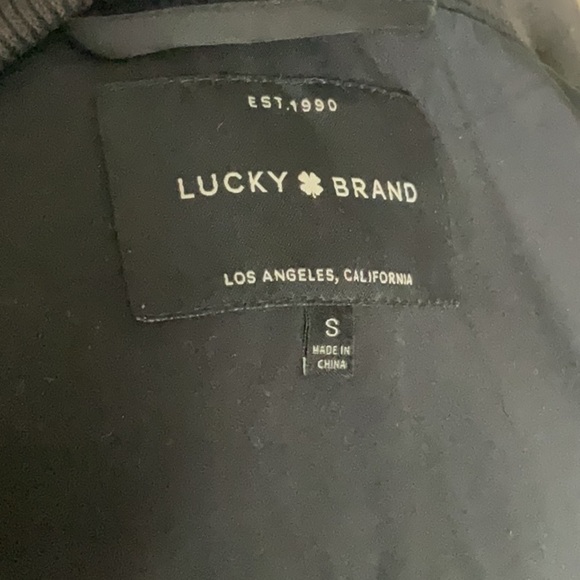 EST.1990
LUCKY BRAND
LOS ANGELES, CALIFORNIA
S
MADE IN
CHINA